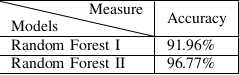 Measure
Models
Accuracy
Random Forest I 91.96%
Random Forest II 96.77%